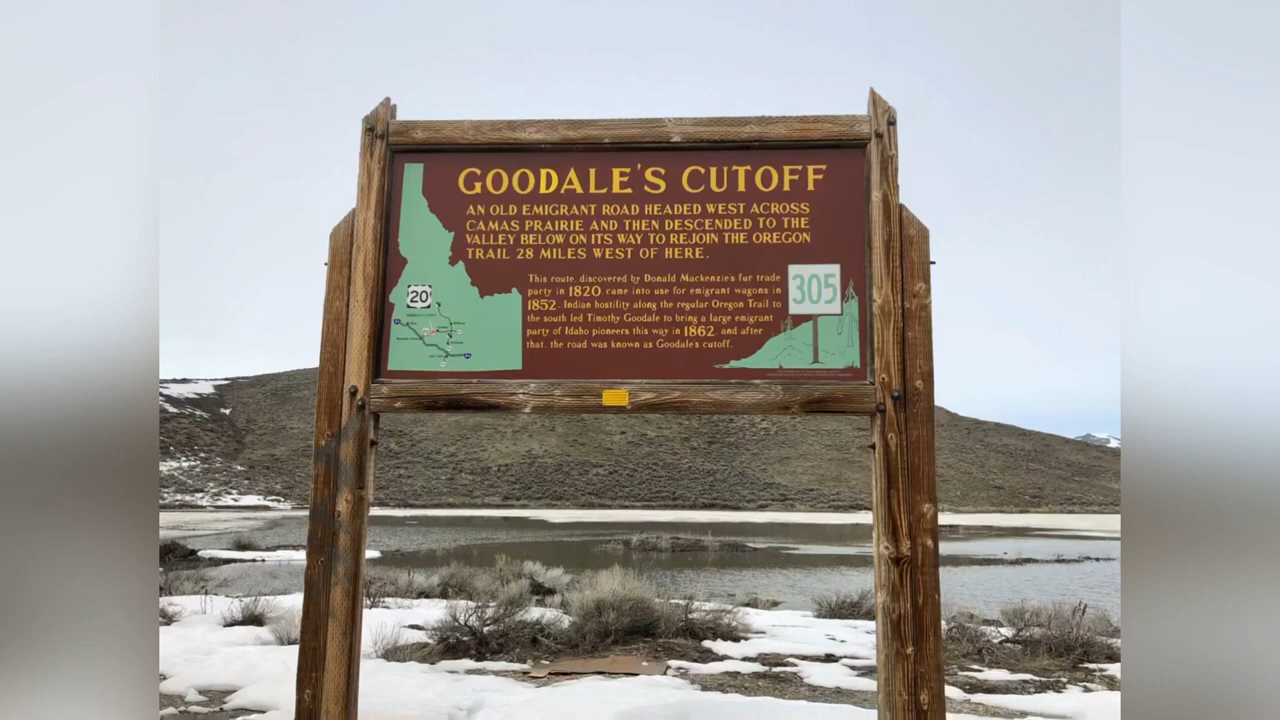 GOODALE'S CUTOFF
AN OLD EMIGRANT ROAD HEADED WEST ACROSS
CAMAS PRAIRIE AND THEN DESCENDED TO THE
VALLEY BELOW ON ITS WAY TO REJOIN THE OREGON
TRAIL 28 MILES WEST OF HERE.
This route, discovered by Donald Mackenzie's fur trade
party in 1820, came into use for emigrant wagons in
1852. Indian hostility along the regular Oregon Trail to
the south led Timothy Goodale to bring a large emigrant
party of Idaho pioneers this way in 1862, and after
that, the road was known as Goodale's cutoff.
305
20